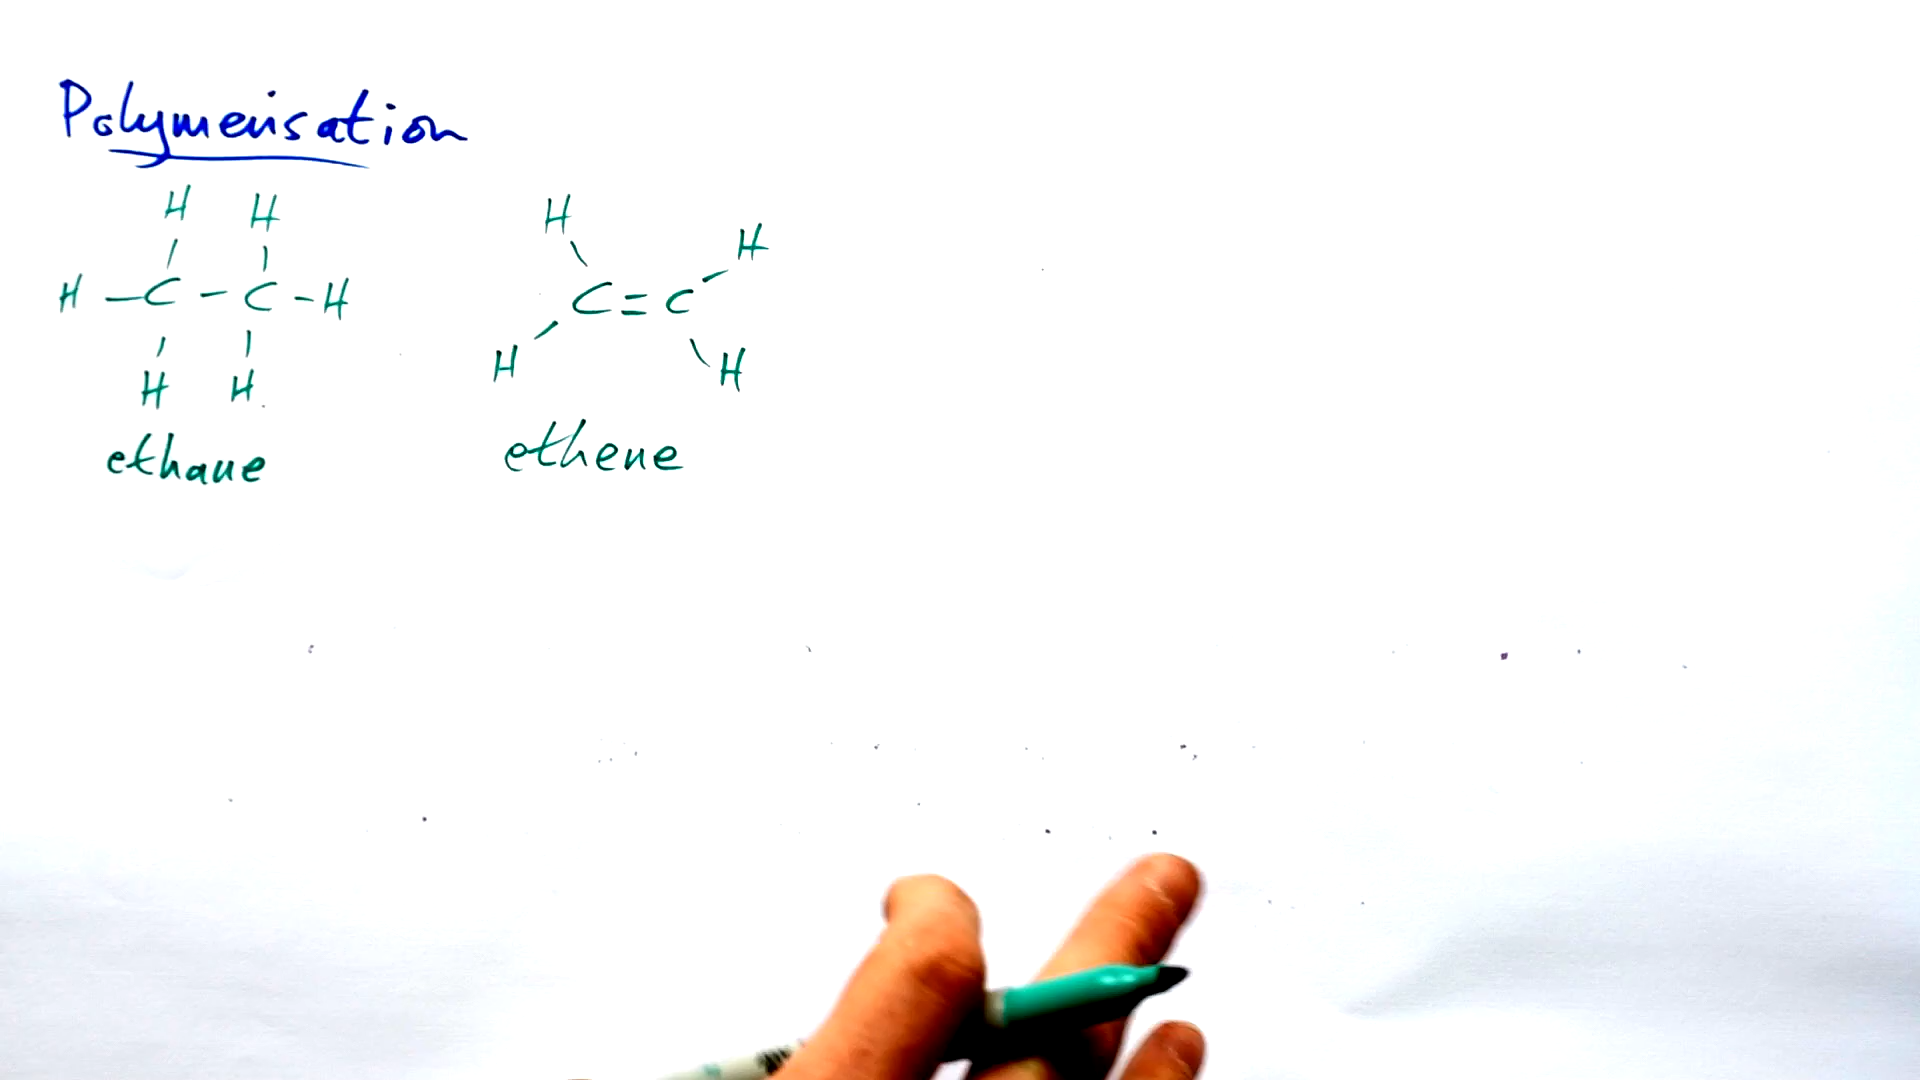 Polymerisation
H H
H - C - C - H
H H
ethane
H H
C = C
H H
ethene